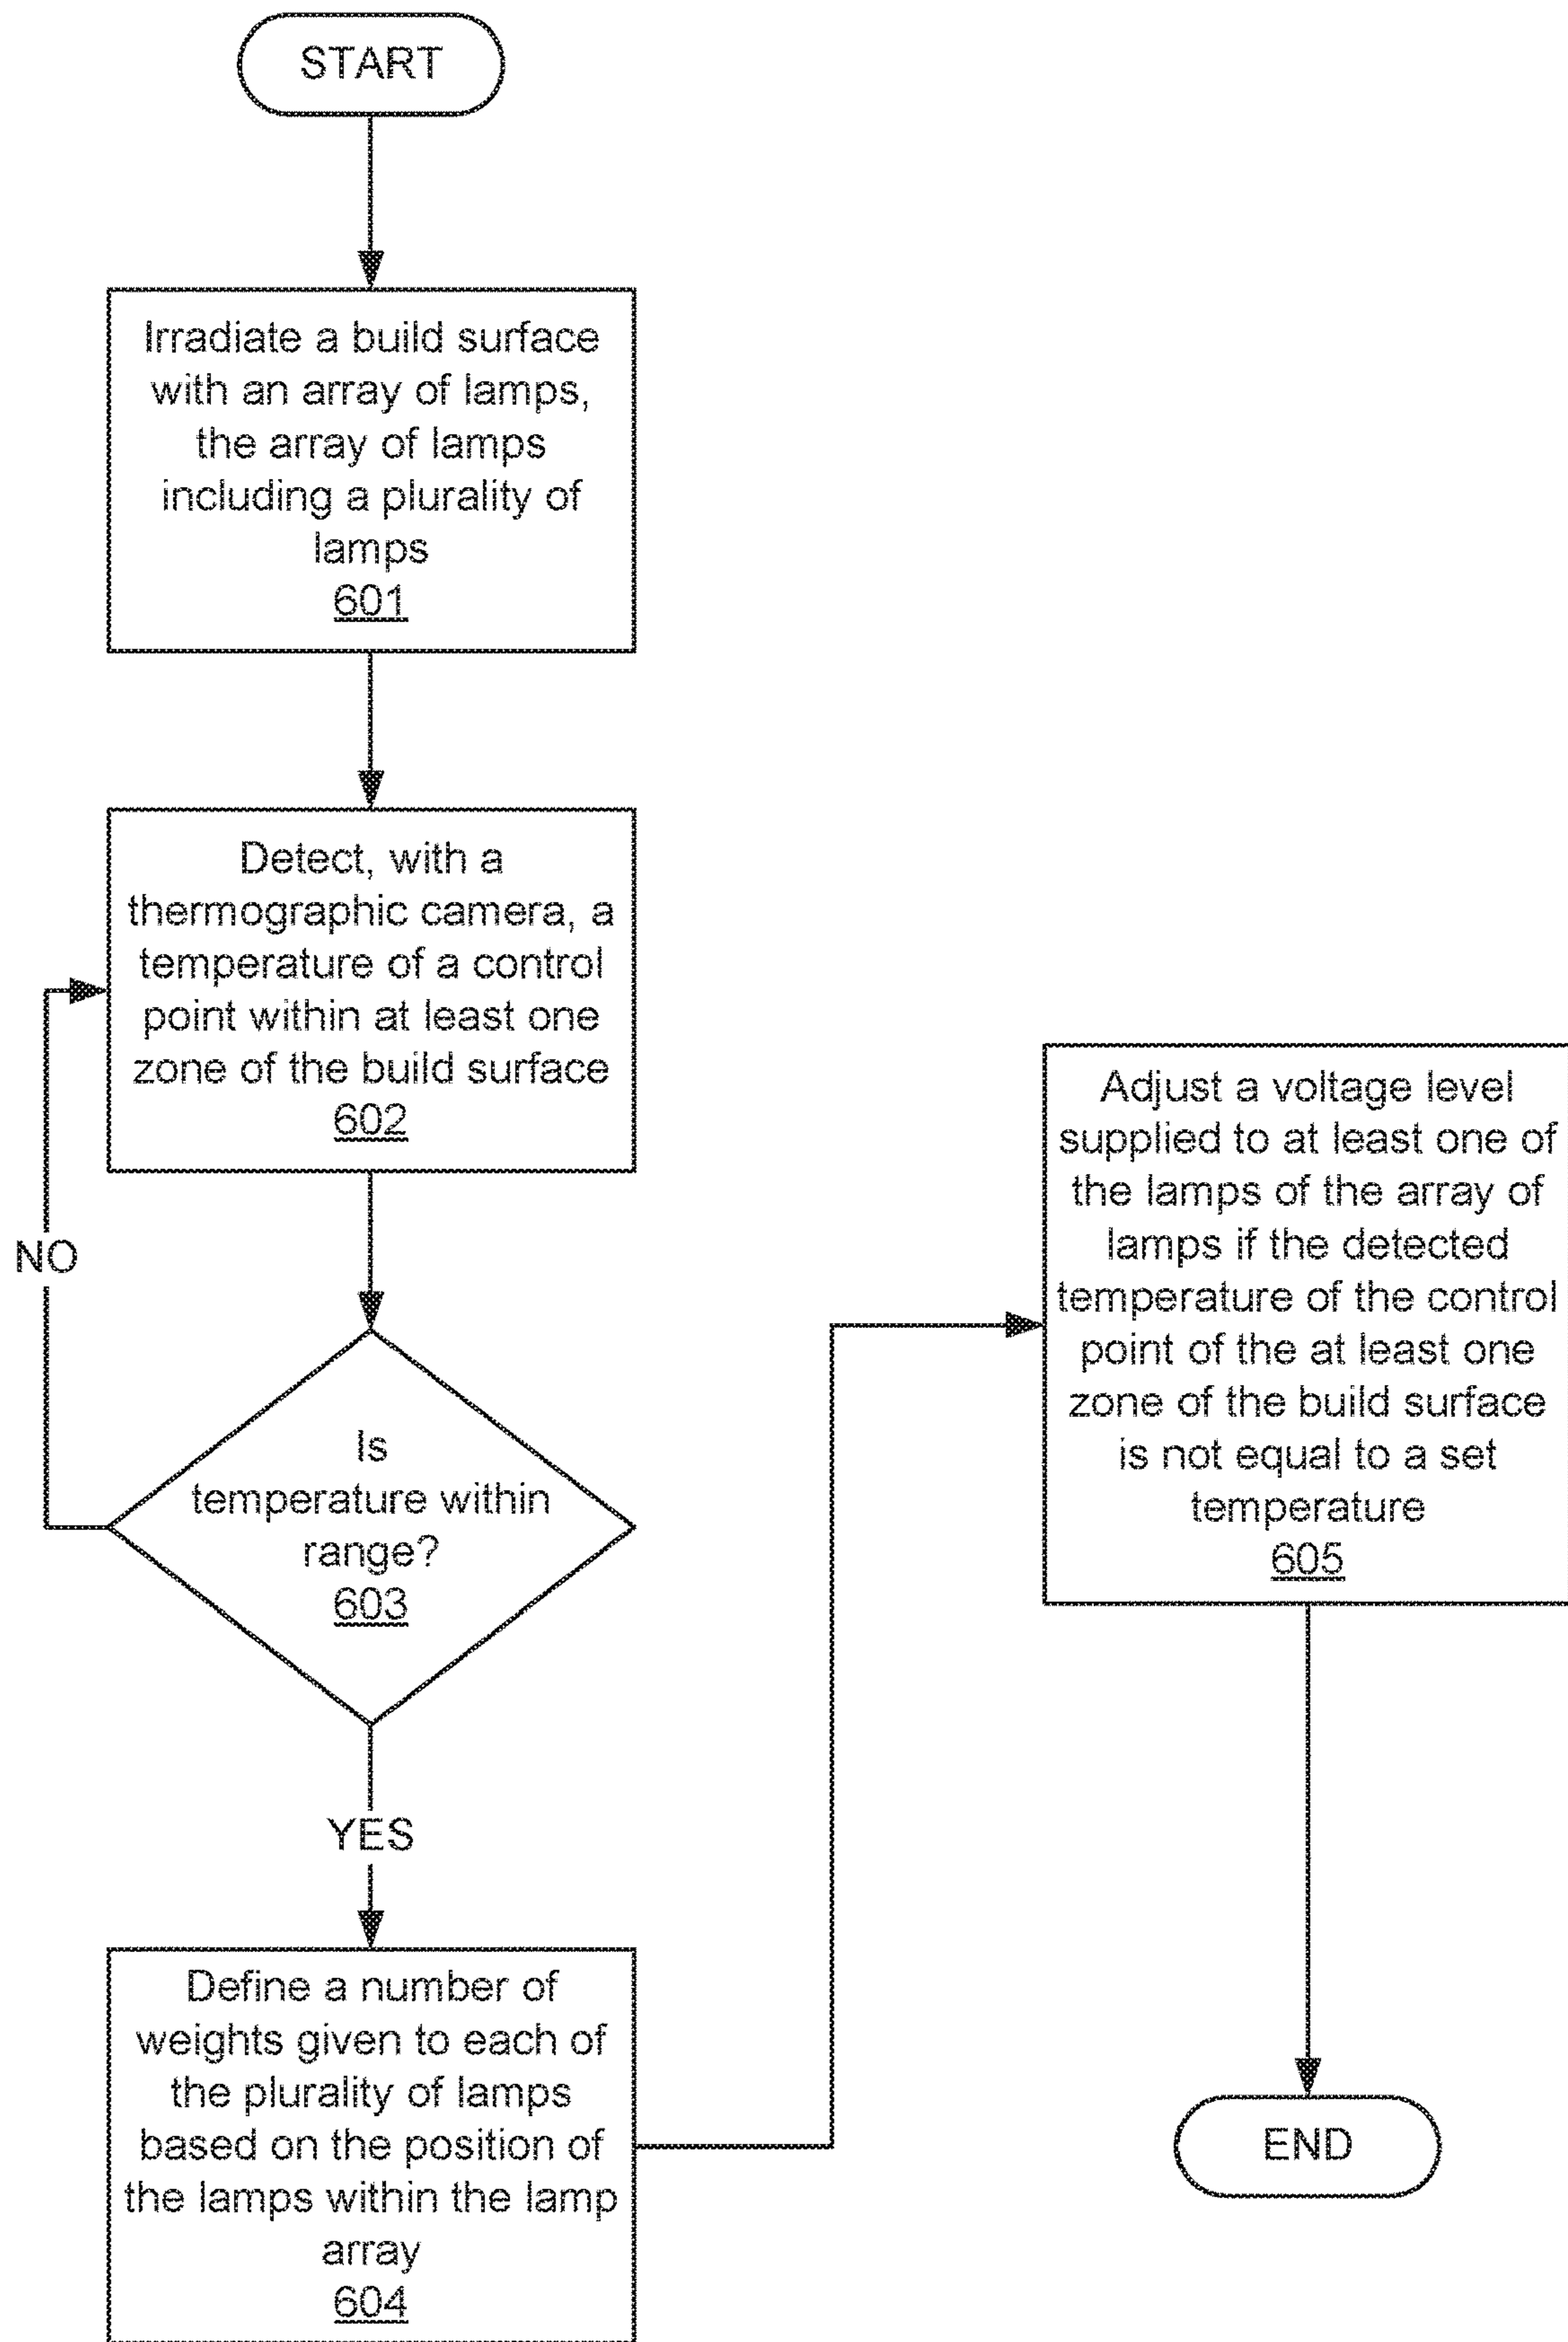 START
Irradiate a build surface
with an array of lamps,
the array of lamps
including a plurality of
lamps
601
Detect, with a
thermographic camera, a
temperature of a control
point within at least one
zone of the build surface
602
NO
Is
temperature within
range?
603
YES
Define a number of
weights given to each of
the plurality of lamps
based on the position of
the lamps within the lamp
array
604
Adjust a voltage level
supplied to at least one of
the lamps of the array of
lamps if the detected
temperature of the control
point of the at least one
zone of the build surface
is not equal to a set
temperature
605
END